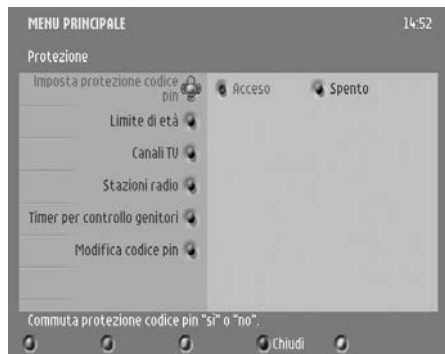 MENU PRINCIPALE 14:52
Protezione
Imposta protezione codice pin
Acceso Spento
Limite di età
Canali TV
Stazioni radio
Timer per controllo genitori
Modifica codice pin
Commuta protezione codice pin "sì" o "no".
Chiudi